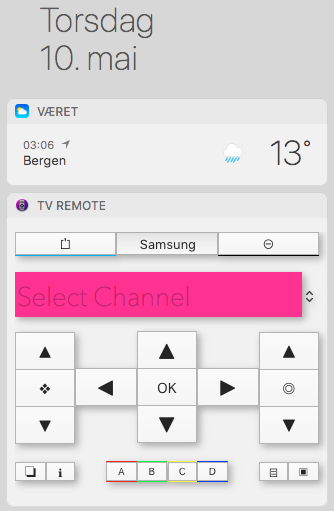 Torsdag
10. mai
VÆRET
03:06
Bergen
13°
TV REMOTE
Samsung
Select Channel
OK
i
A B C D